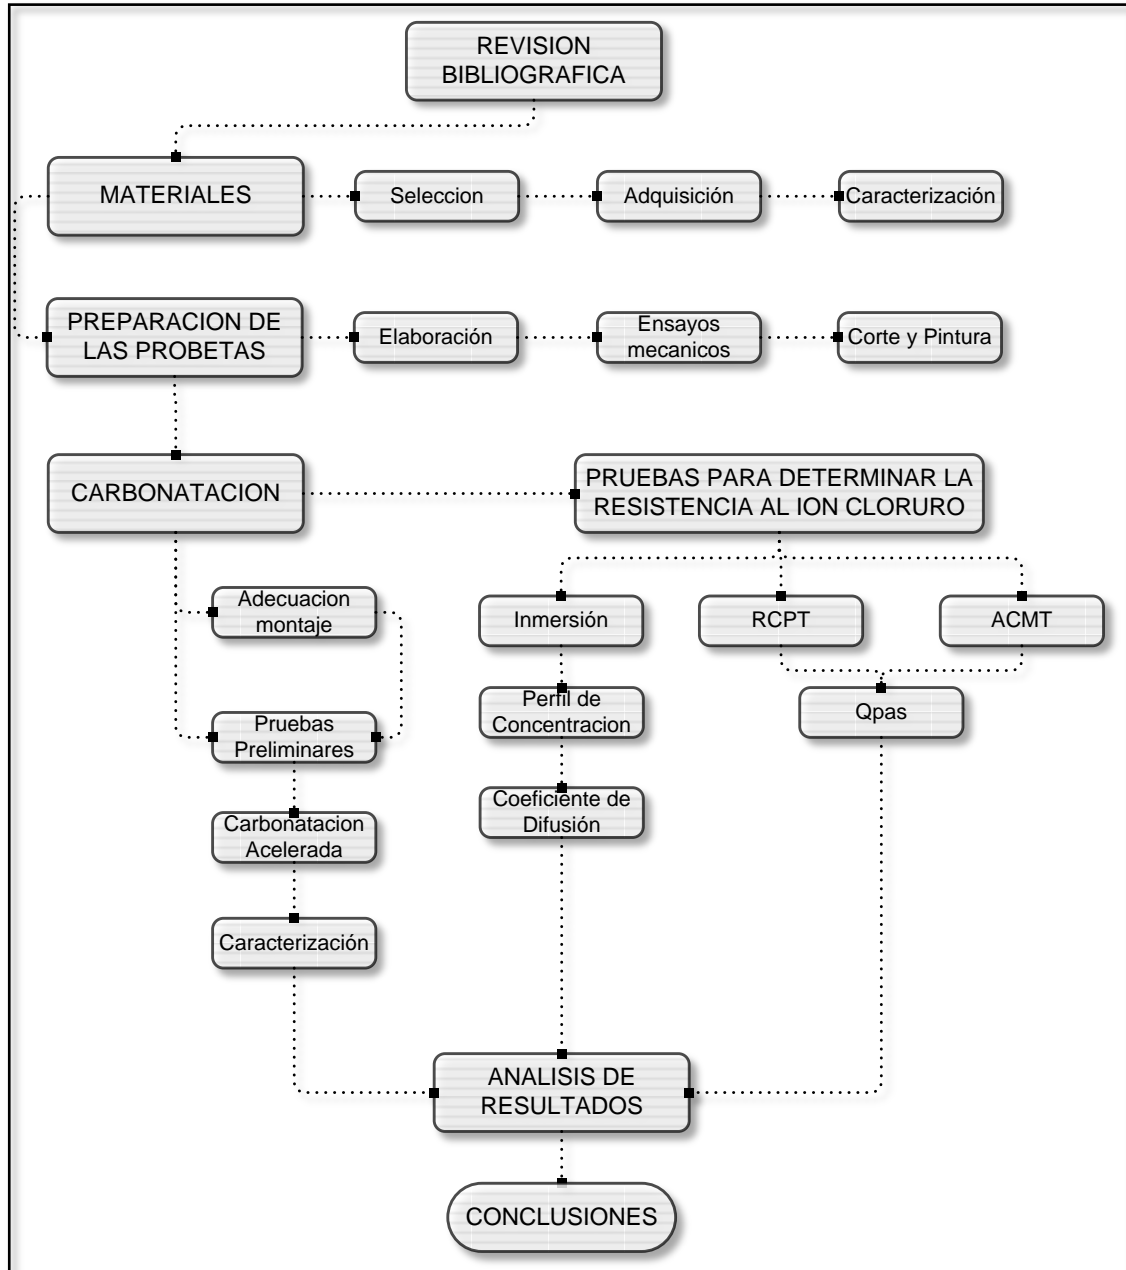 REVISION
BIBLIOGRAFICA
MATERIALES
Seleccion
Adquisición
Caracterización
PREPARACION DE
LAS PROBETAS
Elaboración
Ensayos
mecanicos
Corte y Pintura
CARBONATACION
PRUEBAS PARA DETERMINAR LA
RESISTENCIA AL ION CLORURO
Adecuacion
montaje
Inmersión
RCPT
ACMT
Pruebas
Preliminares
Perfil de
Concentracion
Qpas
Carbonatacion
Acelerada
Coeficiente de
Difusión
Caracterización
ANALISIS DE
RESULTADOS
CONCLUSIONES